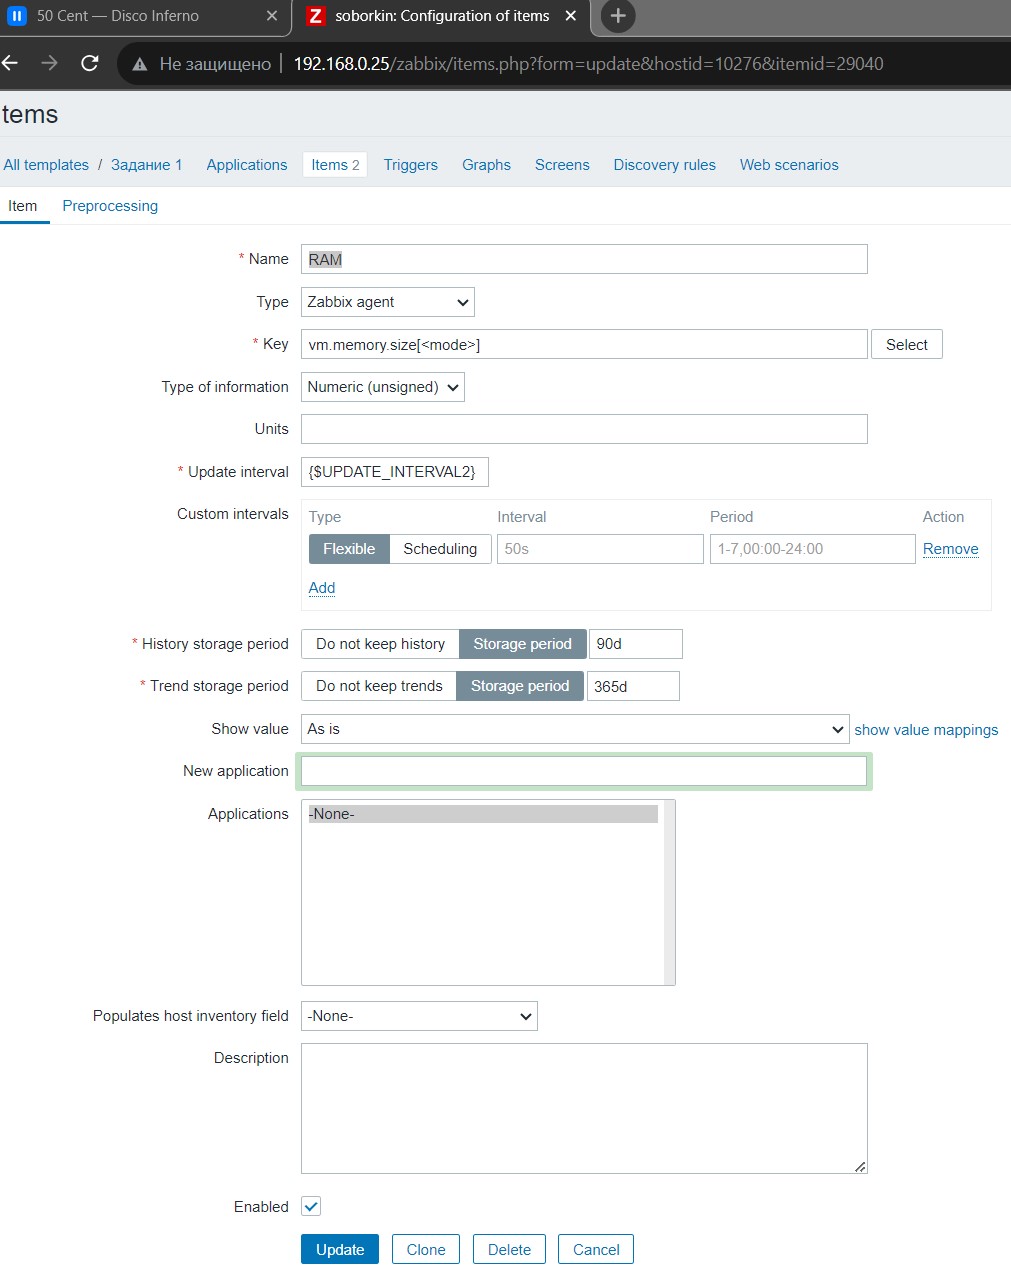 50 Cent — Disco Inferno
Z soborkin: Configuration of items
Не защищено 192.168.0.25/zabbix/items.php?form=update&hostid=10276&itemid=29040
tems
All templates / Задание 1 Applications Items 2 Triggers Graphs Screens Discovery rules Web scenarios
Item Preprocessing
* Name RAM
Type Zabbix agent
* Key vm.memory.size[<mode>] Select
Type of information Numeric (unsigned)
Units
* Update interval {$UPDATE_INTERVAL2}
Custom intervals Type Interval Period Action
Flexible Scheduling 50s 1-7,00:00-24:00 Remove
Add
* History storage period Do not keep history Storage period 90d
* Trend storage period Do not keep trends Storage period 365d
Show value As is show value mappings
New application
Applications -None-
Populates host inventory field -None-
Description
Enabled
Update Clone Delete Cancel